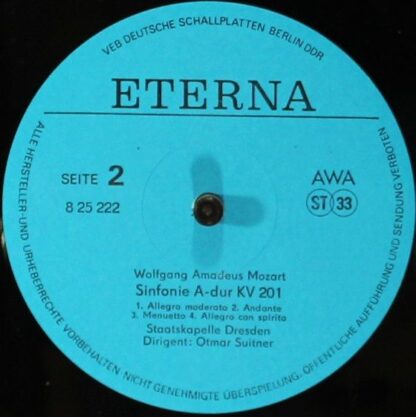 VEB DEUTSCHE SCHALLPLATTEN BERLIN DDR
ETERNA
SEITE 2
8 25 222
AWA
ST 33
Wolfgang Amadeus Mozart
Sinfonie A-dur KV 201
1. Allegro moderato 2. Andante
3. Menuetto 4. Allegro con spirito
Staatskapelle Dresden
Dirigent: Otmar Suitner
ALLE HERSTELLER- UND URHEBERRECHTE VORBEHALTEN NICHT GENEHMIGTE ÜBERSPIELUNG, ÖFFENTLICHE AUFFÜHRUNG UND SENDUNG VERBOTEN